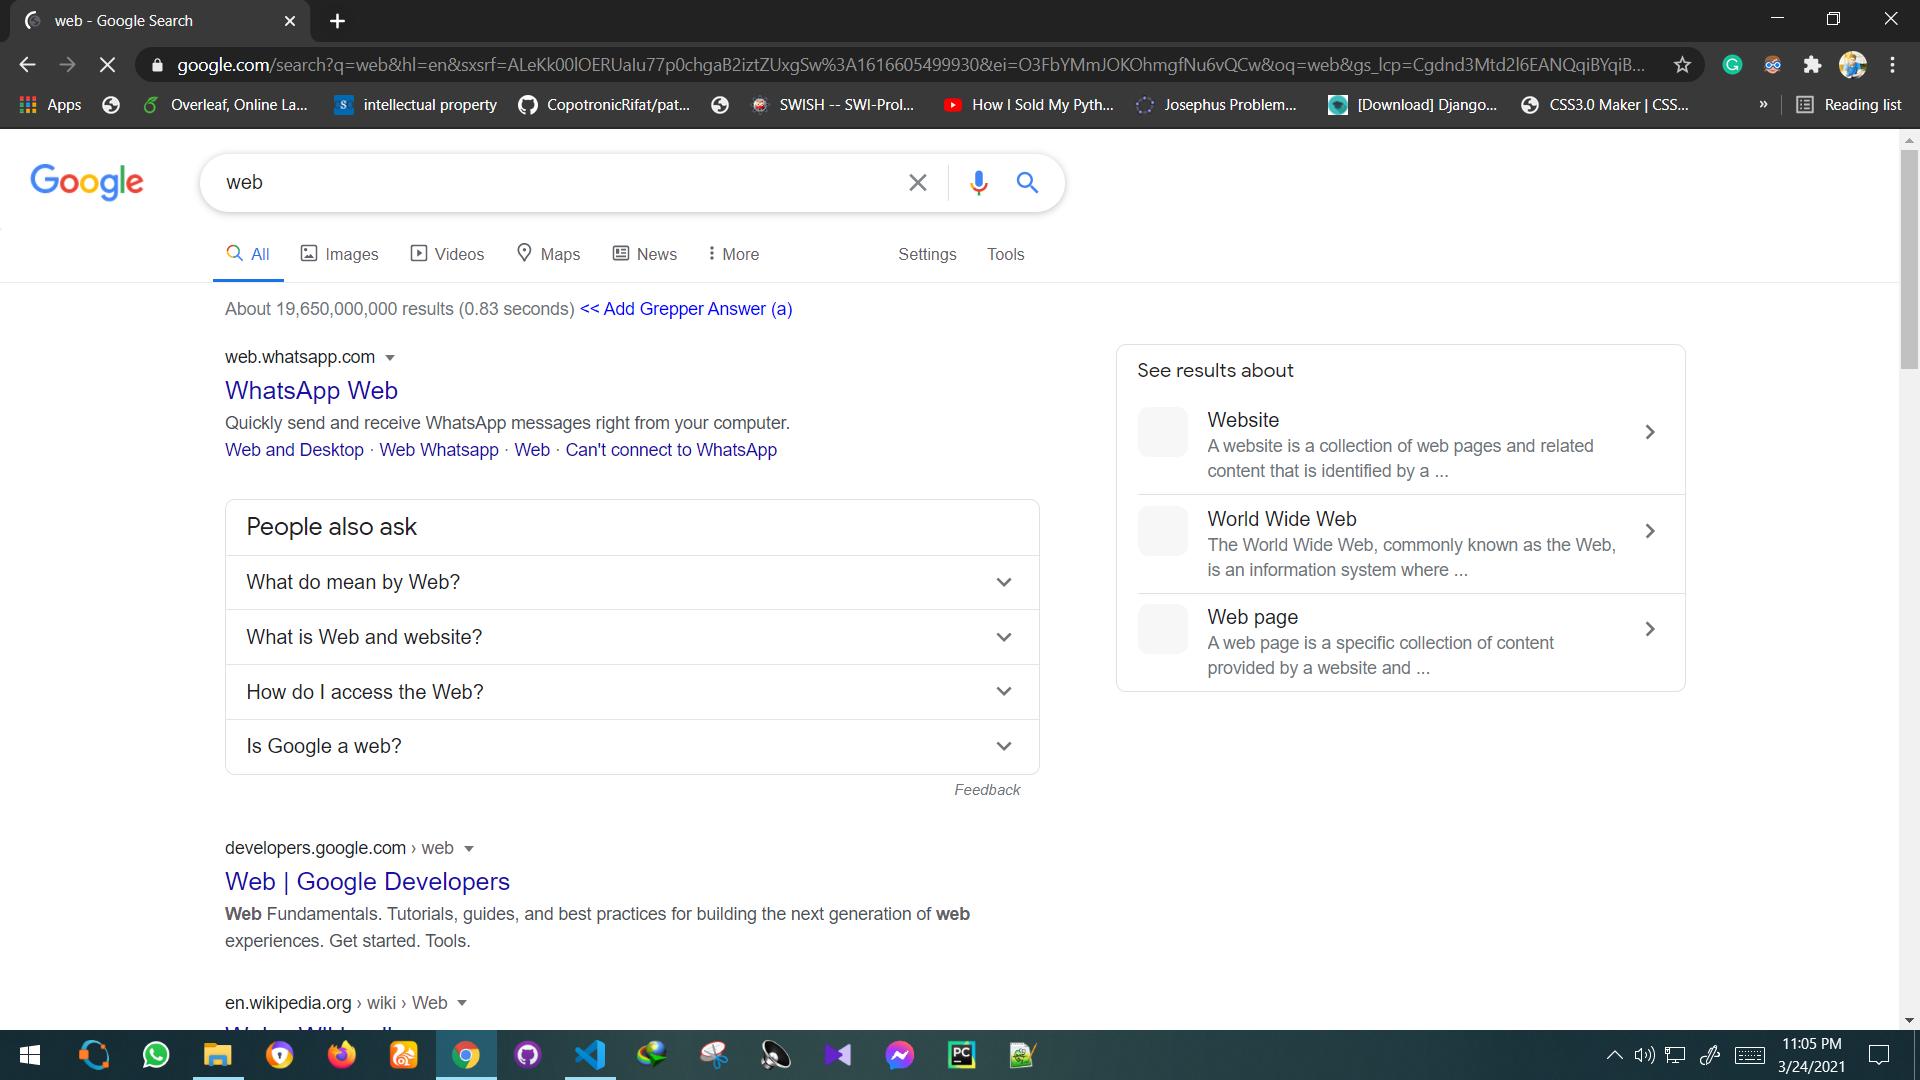 web - Google Search
google.com/search?q=web&hl=en&sxsrf=ALeKk00lOERUaIu77p0chgaB2iztZUxgSw%3A1616605499930&ei=O3FbYMmJOKOhmgfNu6vQCw&oq=web&gs_lcp=Cgdnd3Mtd2l6EANQqiBYqiB...
Apps Overleaf, Online La... intellectual property CopotronicRifat/pat... SWISH -- SWI-Prol... How I Sold My Pyth... Josephus Problem... [Download] Django... CSS3.0 Maker | CSS... » Reading list
Google
web
All Images Videos Maps News More Settings Tools
About 19,650,000,000 results (0.83 seconds) << Add Grepper Answer (a)
web.whatsapp.com
WhatsApp Web
Quickly send and receive WhatsApp messages right from your computer.
Web and Desktop · Web Whatsapp · Web · Can't connect to WhatsApp
People also ask
What do mean by Web?
What is Web and website?
How do I access the Web?
Is Google a web?
Feedback
developers.google.com › web
Web | Google Developers
Web Fundamentals. Tutorials, guides, and best practices for building the next generation of web
experiences. Get started. Tools.
en.wikipedia.org › wiki › Web
See results about
Website
A website is a collection of web pages and related
content that is identified by a ...
World Wide Web
The World Wide Web, commonly known as the Web,
is an information system where ...
Web page
A web page is a specific collection of content
provided by a website and ...
11:05 PM
3/24/2021